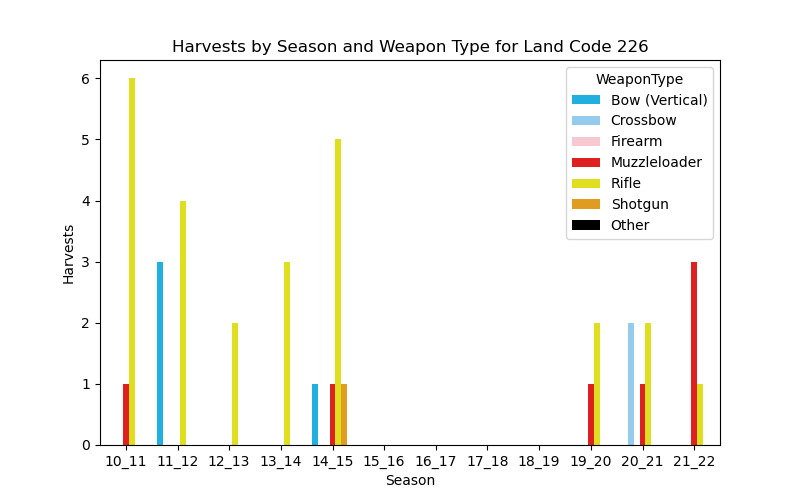 Harvests by Season and Weapon Type for Land Code 226
WeaponType
Bow (Vertical)
Crossbow
Firearm
Muzzleloader
Rifle
Shotgun
Other
6
5
4
3
2
1
0
Harvests
10_11 11_12 12_13 13_14 14_15 15_16 16_17 17_18 18_19 19_20 20_21 21_22
Season